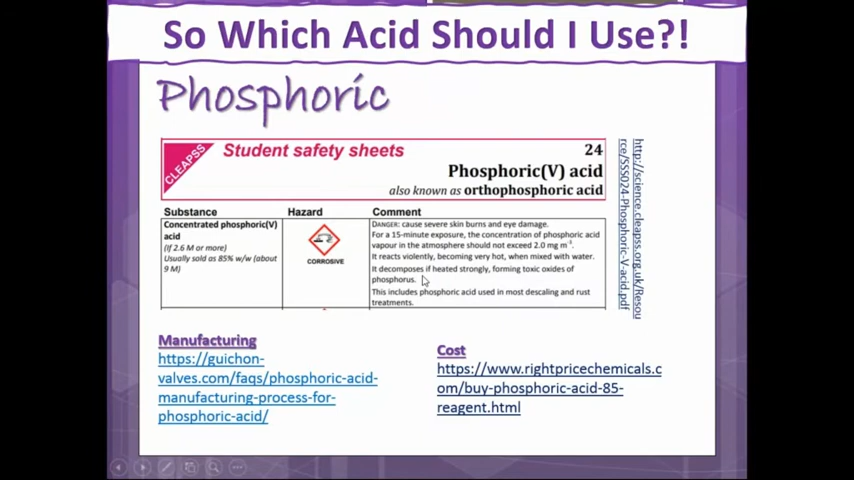 So Which Acid Should I Use?!
Phosphoric
CLEAPSS
Student safety sheets
24
Phosphoric(V) acid
also known as orthophosphoric acid
Substance
Hazard
Comment
Concentrated phosphoric(V)
acid
(If 2.6 M or more)
Usually sold as 85% w/w (about
9 M)
CORROSIVE
DANGER: cause severe skin burns and eye damage.
For a 15-minute exposure, the concentration of phosphoric acid
vapour in the atmosphere should not exceed 2.0 mg m⁻³.
It reacts violently, becoming very hot, when mixed with water.
It decomposes if heated strongly, forming toxic oxides of
phosphorus.
This includes phosphoric acid used in most descaling and rust
treatments.
http://science.cleapss.org.uk/Resou
rce/SSS024-Phosphoric-V-acid.pdf
Manufacturing
https://guichon-
valves.com/faqs/phosphoric-acid-
manufacturing-process-for-
phosphoric-acid/
Cost
https://www.rightpricechemicals.c
om/buy-phosphoric-acid-85-
reagent.html